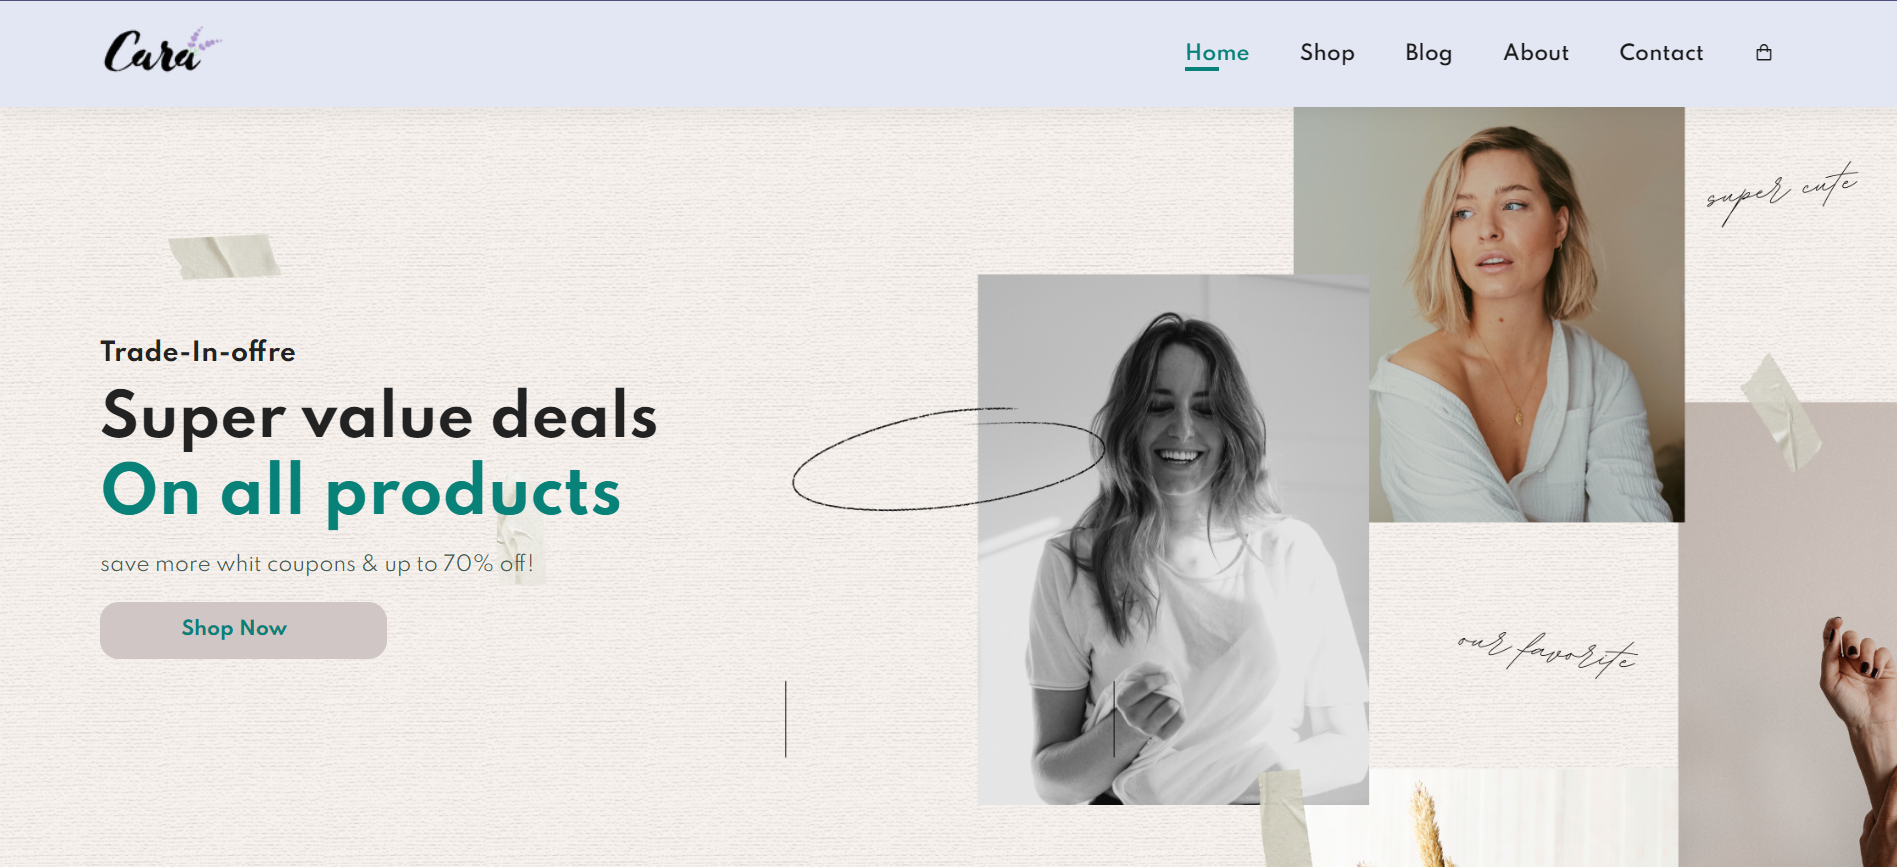 Cara
Home Shop Blog About Contact
super cute
Trade-In-offre
Super value deals
On all products
save more whit coupons & up to 70% off!
Shop Now
our favorite